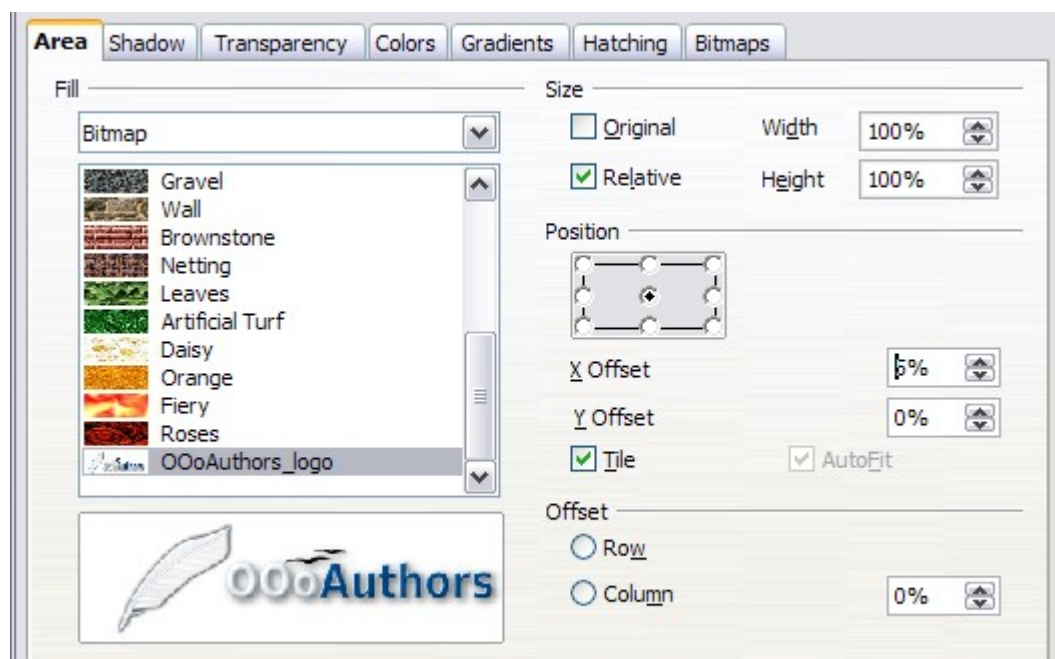 Area Shadow Transparency Colors Gradients Hatching Bitmaps
Fill
Bitmap
Gravel
Wall
Brownstone
Netting
Leaves
Artificial Turf
Daisy
Orange
Fiery
Roses
OOoAuthors_logo
OOoAuthors
Size
Original Width 100%
Relative Height 100%
Position
X Offset 5%
Y Offset 0%
Tile AutoFit
Offset
Row
Column 0%